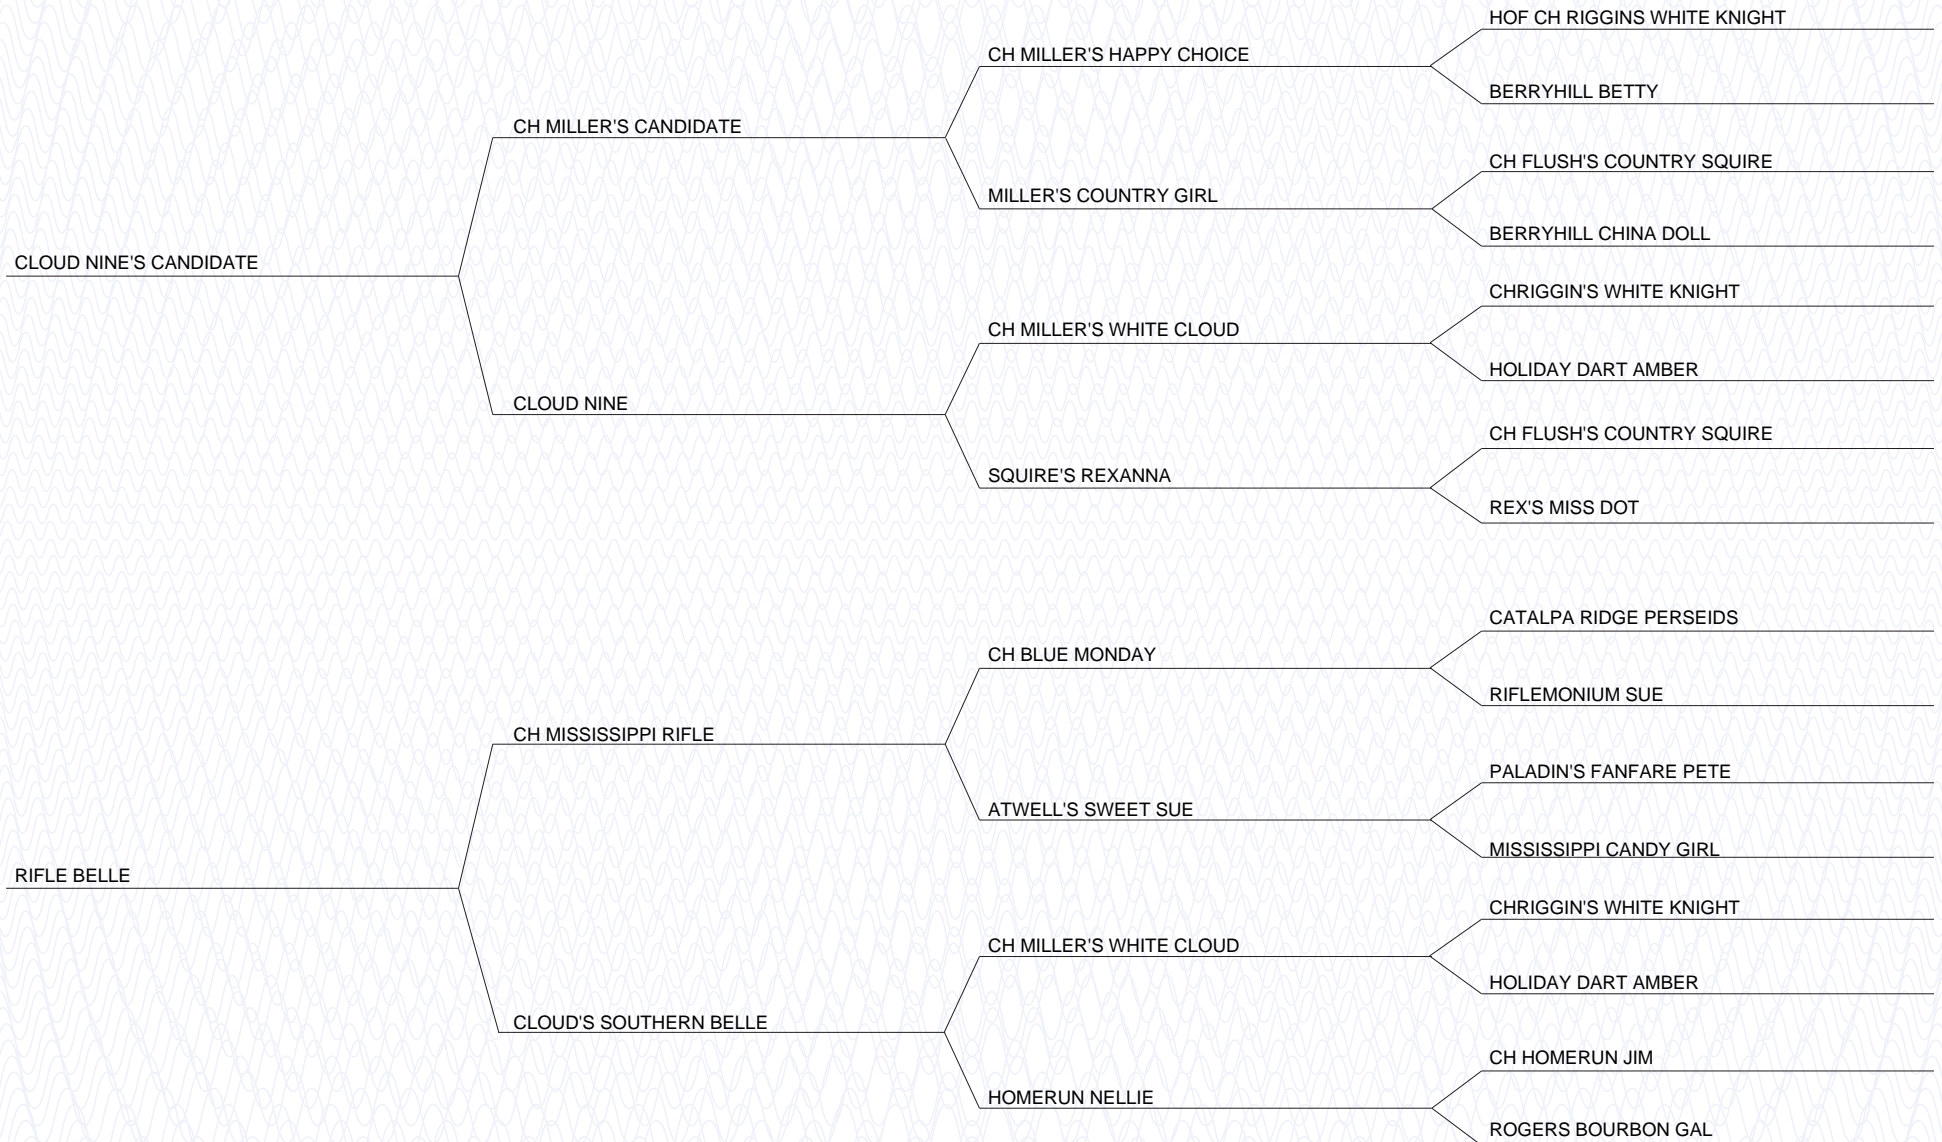 HOF CH RIGGINS WHITE KNIGHT
CH MILLER'S HAPPY CHOICE
BERRYHILL BETTY
CH MILLER'S CANDIDATE
CH FLUSH'S COUNTRY SQUIRE
MILLER'S COUNTRY GIRL
BERRYHILL CHINA DOLL
CLOUD NINE'S CANDIDATE
CHRIGGIN'S WHITE KNIGHT
CH MILLER'S WHITE CLOUD
HOLIDAY DART AMBER
CLOUD NINE
CH FLUSH'S COUNTRY SQUIRE
SQUIRE'S REXANNA
REX'S MISS DOT
CATALPA RIDGE PERSEIDS
CH BLUE MONDAY
RIFLEMONIUM SUE
CH MISSISSIPPI RIFLE
PALADIN'S FANFARE PETE
ATWELL'S SWEET SUE
MISSISSIPPI CANDY GIRL
RIFLE BELLE
CHRIGGIN'S WHITE KNIGHT
CH MILLER'S WHITE CLOUD
HOLIDAY DART AMBER
CLOUD'S SOUTHERN BELLE
CH HOMERUN JIM
HOMERUN NELLIE
ROGERS BOURBON GAL